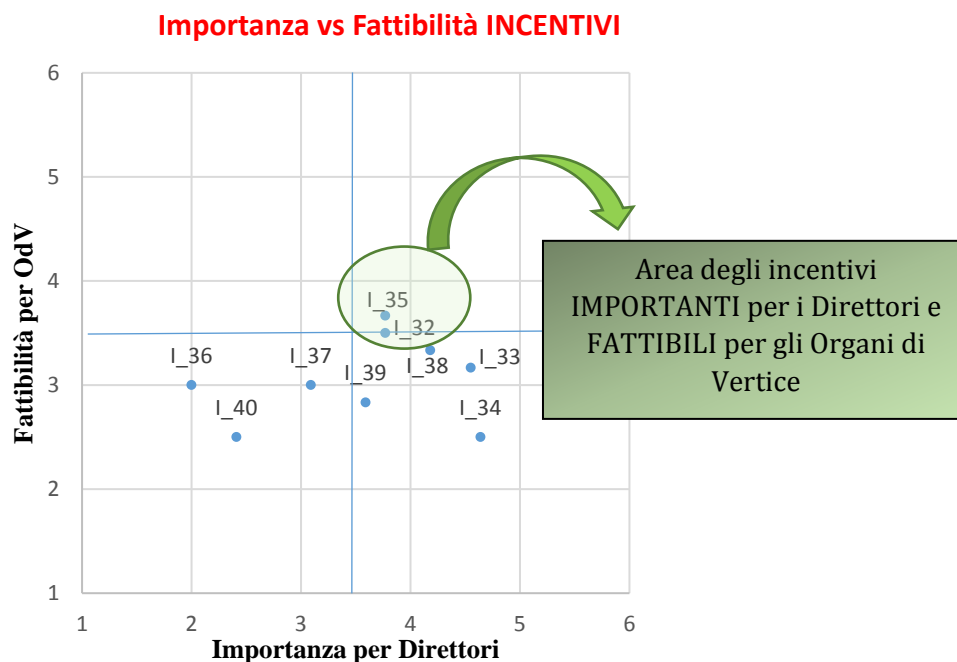 Importanza vs Fattibilità INCENTIVI
6
5
4
3
2
1
Fattibilità per OdV
I_35
I_32
I_36
I_37
I_39
I_38
I_33
I_40
I_34
1
2
3
4
5
6
Importanza per Direttori
Area degli incentivi
IMPORTANTI per i Direttori e
FATTIBILI per gli Organi di
Vertice